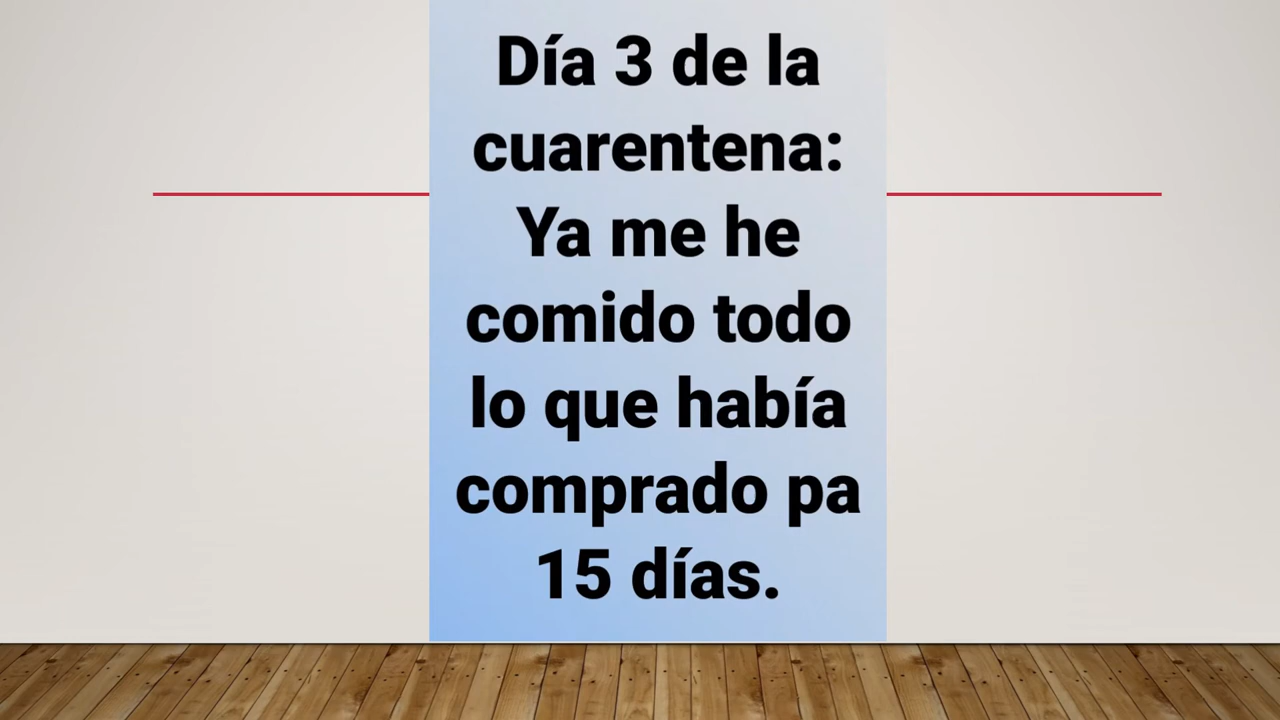 Día 3 de la
cuarentena:
Ya me he
comido todo
lo que había
comprado pa
15 días.